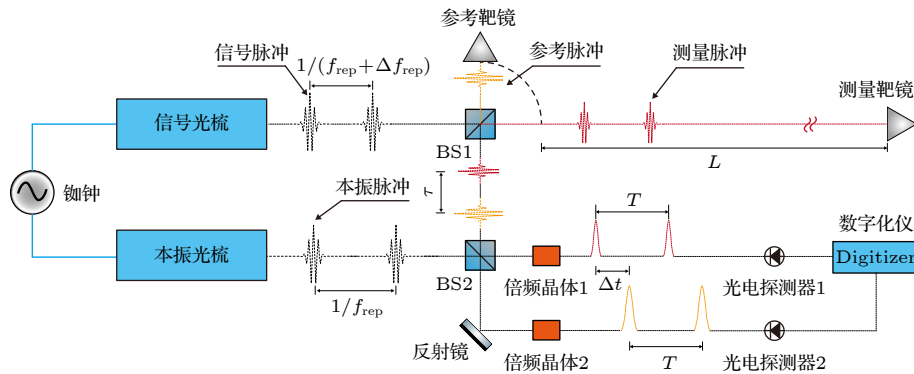 参考靶镜
信号脉冲
1/(f_rep+Δf_rep)
参考脉冲
测量脉冲
测量靶镜
信号光梳
BS1
L
铷钟
τ
本振脉冲
T
数字化仪
本振光梳
BS2
Digitizer
倍频晶体1
Δt
光电探测器1
1/f_rep
反射镜
倍频晶体2
T
光电探测器2